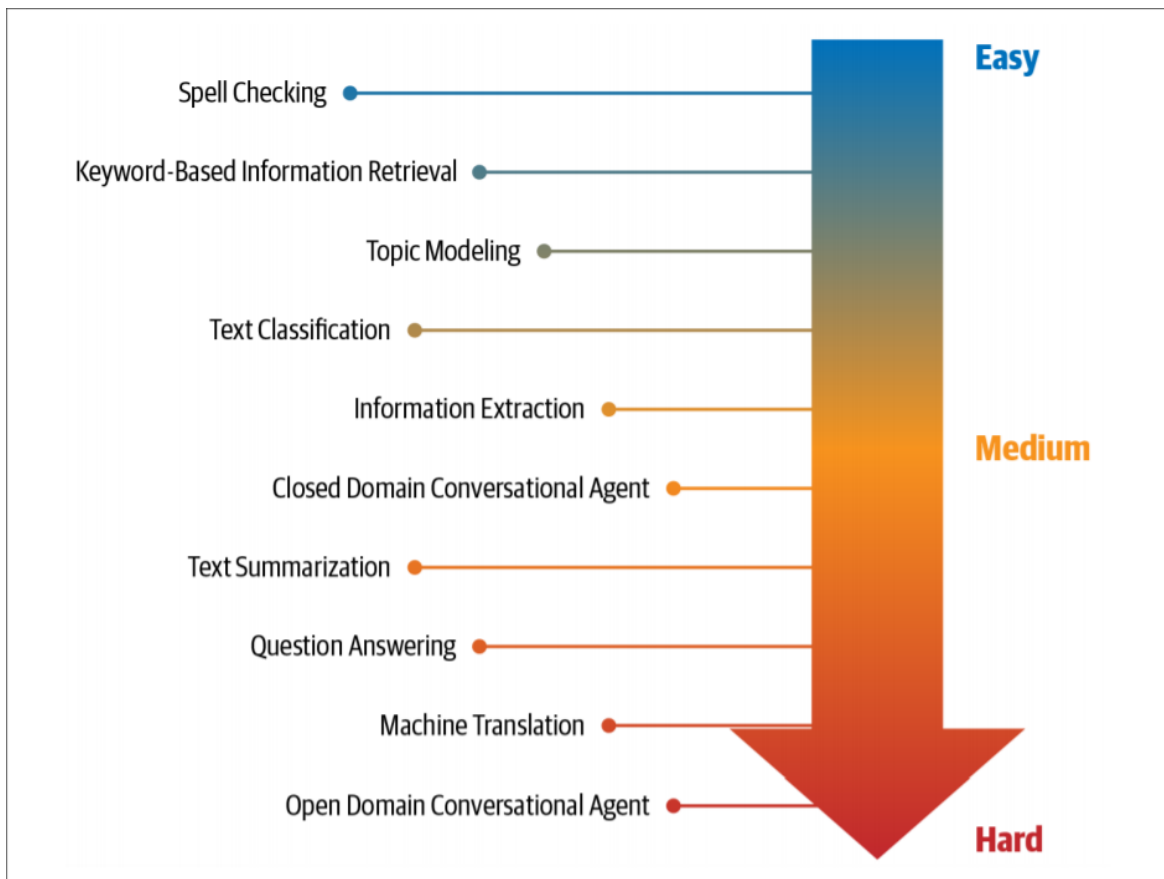 Easy
Spell Checking
Keyword-Based Information Retrieval
Topic Modeling
Text Classification
Information Extraction
Medium
Closed Domain Conversational Agent
Text Summarization
Question Answering
Machine Translation
Open Domain Conversational Agent
Hard